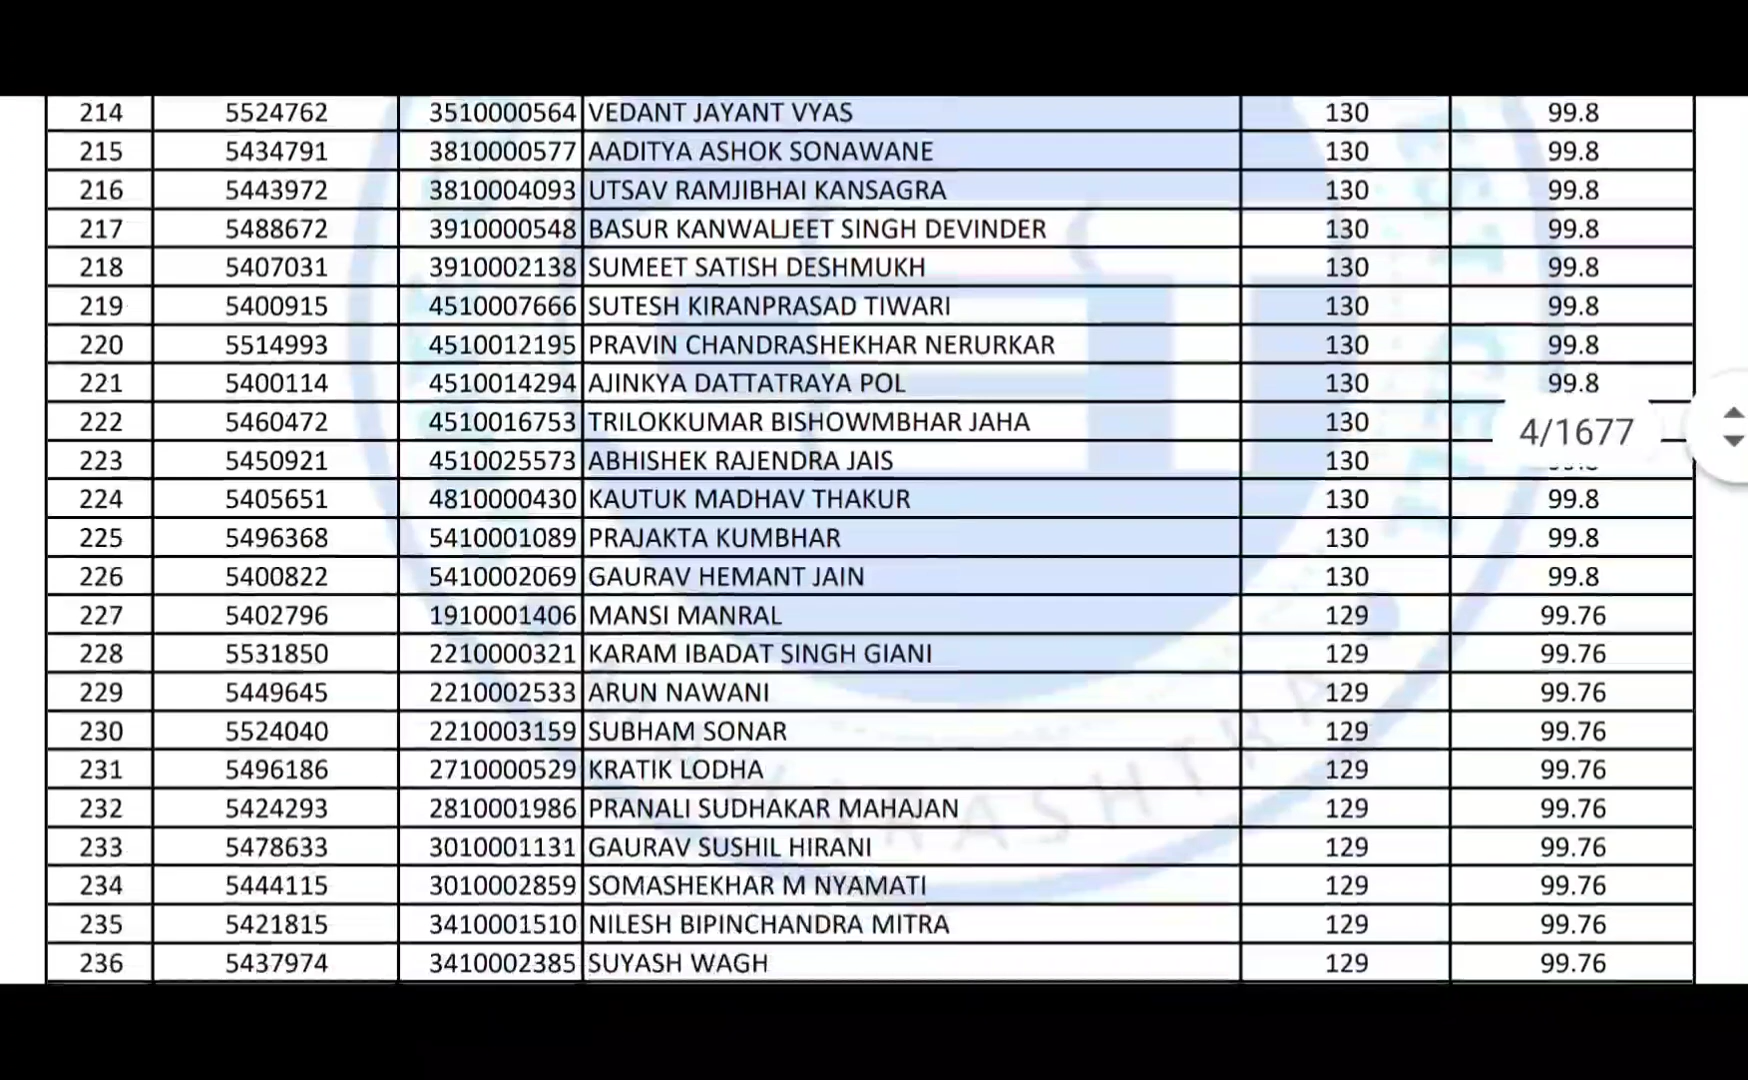 214 5524762 3510000564 VEDANT JAYANT VYAS 130 99.8
215 5434791 3810000577 AADITYA ASHOK SONAWANE 130 99.8
216 5443972 3810004093 UTSAV RAMJIBHAI KANSAGRA 130 99.8
217 5488672 3910000548 BASUR KANWALJEET SINGH DEVINDER 130 99.8
218 5407031 3910002138 SUMEET SATISH DESHMUKH 130 99.8
219 5400915 4510007666 SUTESH KIRANPRASAD TIWARI 130 99.8
220 5514993 4510012195 PRAVIN CHANDRASHEKHAR NERURKAR 130 99.8
221 5400114 4510014294 AJINKYA DATTATRAYA POL 130 99.8
222 5460472 4510016753 TRILOKKUMAR BISHOWMBHAR JAHA 130
4/1677
223 5450921 4510025573 ABHISHEK RAJENDRA JAIS 130
224 5405651 4810000430 KAUTUK MADHAV THAKUR 130 99.8
225 5496368 5410001089 PRAJAKTA KUMBHAR 130 99.8
226 5400822 5410002069 GAURAV HEMANT JAIN 130 99.8
227 5402796 1910001406 MANSI MANRAL 129 99.76
228 5531850 2210000321 KARAM IBADAT SINGH GIANI 129 99.76
229 5449645 2210002533 ARUN NAWANI 129 99.76
230 5524040 2210003159 SUBHAM SONAR 129 99.76
231 5496186 2710000529 KRATIK LODHA 129 99.76
232 5424293 2810001986 PRANALI SUDHAKAR MAHAJAN 129 99.76
233 5478633 3010001131 GAURAV SUSHIL HIRANI 129 99.76
234 5444115 3010002859 SOMASHEKHAR M NYAMATI 129 99.76
235 5421815 3410001510 NILESH BIPINCHANDRA MITRA 129 99.76
236 5437974 3410002385 SUYASH WAGH 129 99.76